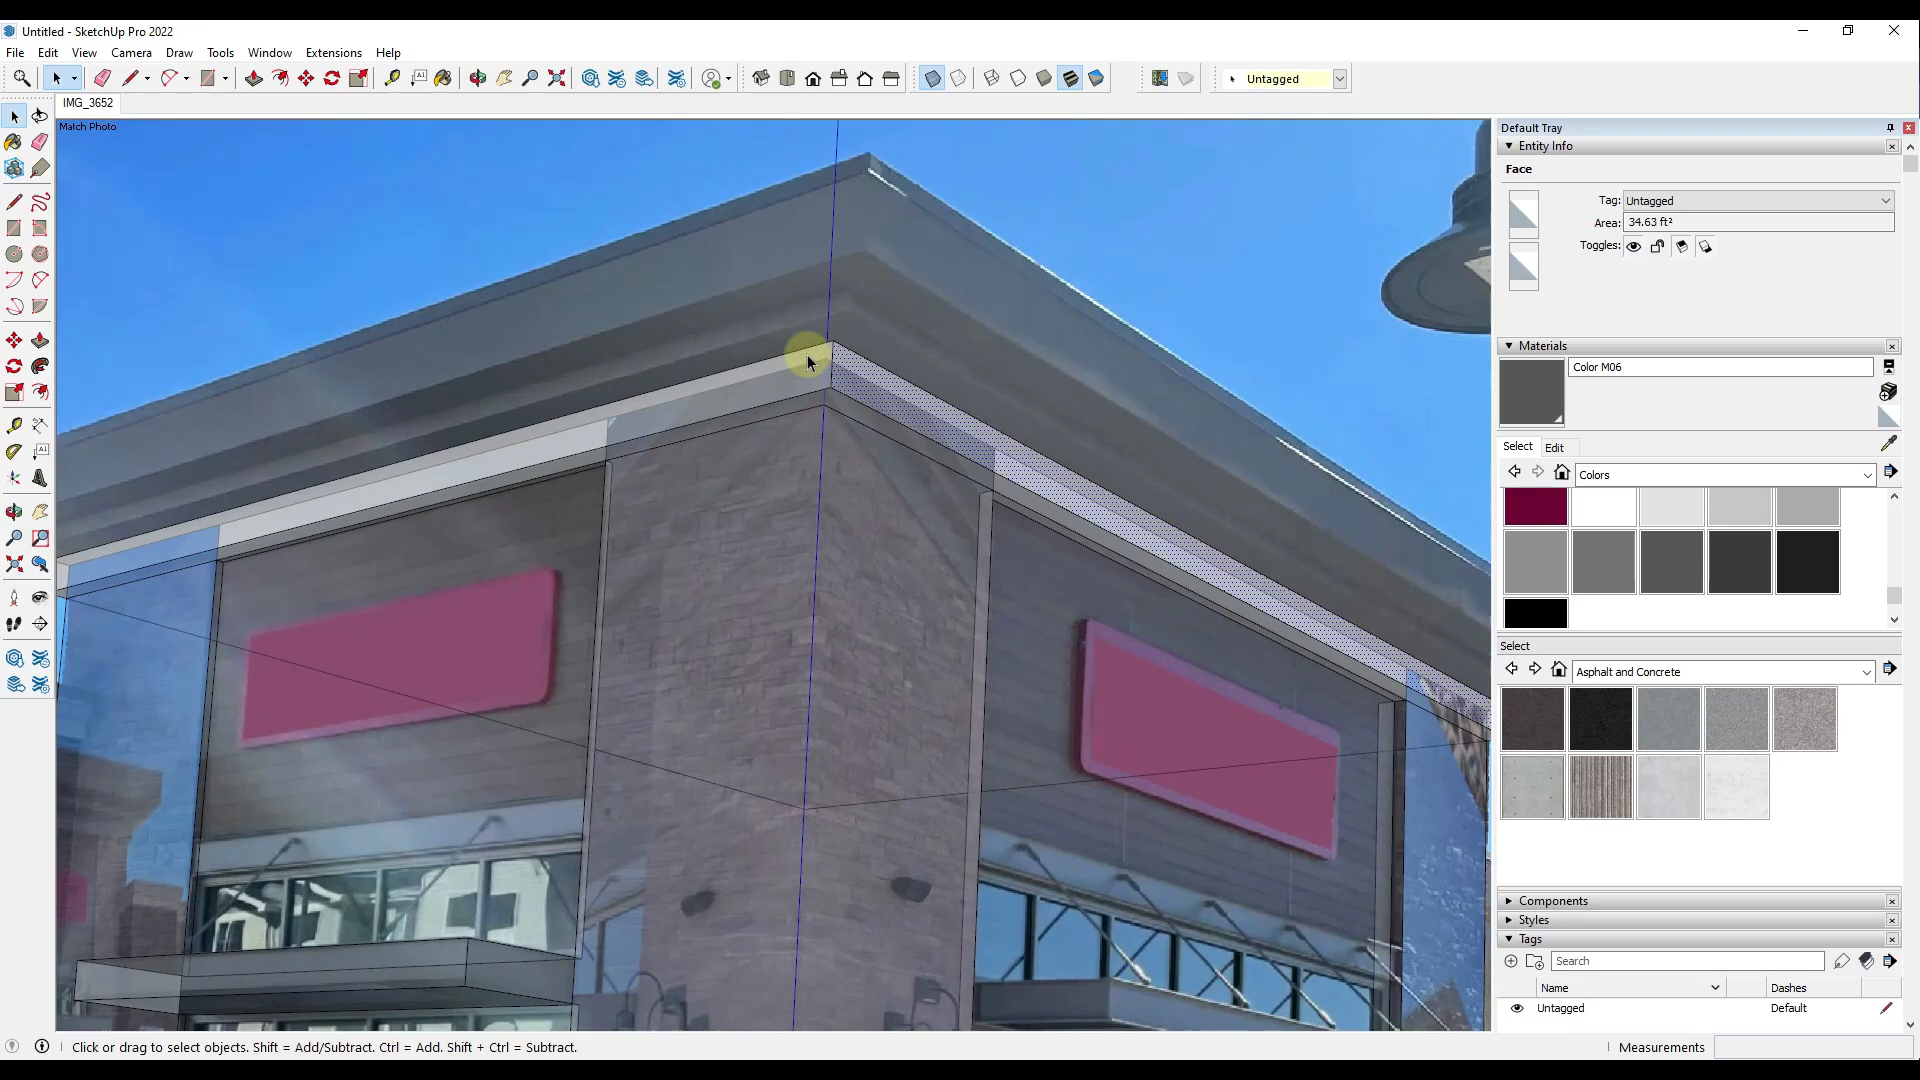 Untitled - SketchUp Pro 2022
File Edit View Camera Draw Tools Window Extensions Help
A1
Untagged
IMG_3652
Match Photo
Default Tray
Entity Info
Face
Tag: Untagged
Area: 34.63 ft²
Toggles:
Materials
Color M06
Select Edit
Colors
Select
Asphalt and Concrete
A1
Components
Styles
Tags
Search
Name Dashes
Untagged Default
Click or drag to select objects. Shift = Add/Subtract. Ctrl = Add. Shift + Ctrl = Subtract.
Measurements